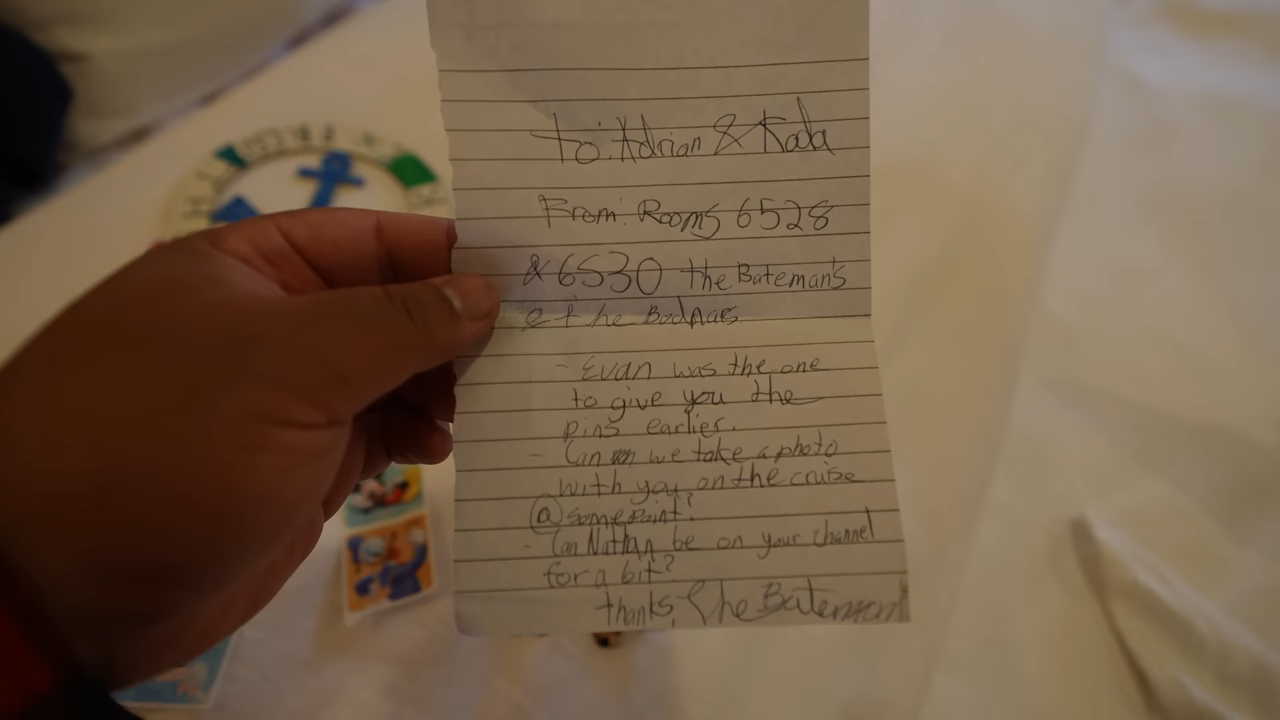 to: Adrian & Koda
From: Rooms 6528
& 6530 the Bateman's
& the Bodnars
- Evan was the one
to give you the
pins earlier.
- Can we take a photo
with you on the cruise
@ some point?
- Can Nathan be on your channel
for a bit?
thanks, The Bateman